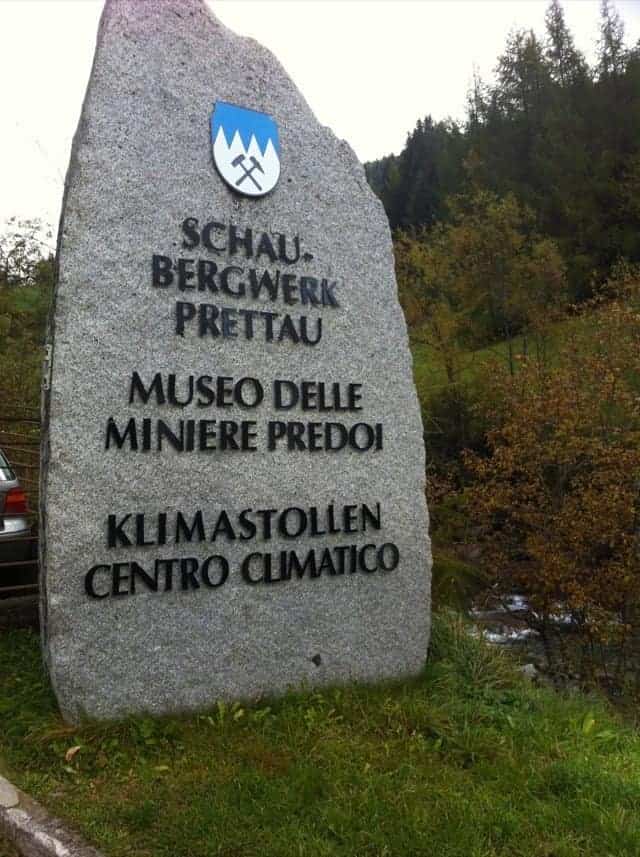 SCHAU-
BERGWERK
PRETTAU
MUSEO DELLE
MINIERE PREDOI
KLIMASTOLLEN
CENTRO CLIMATICO